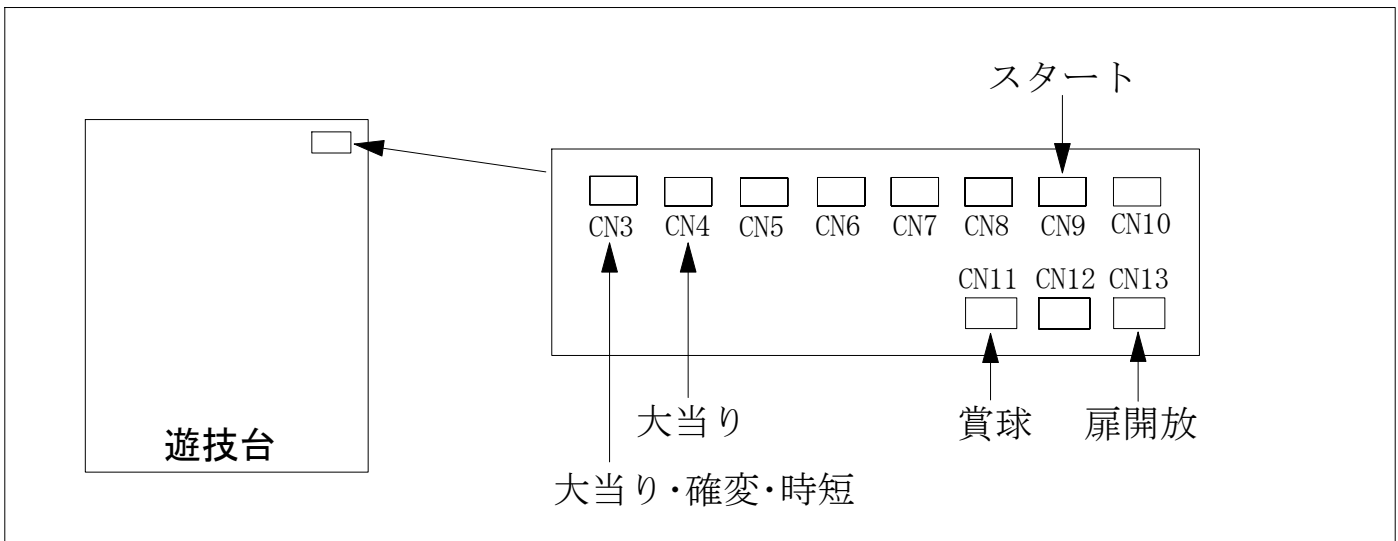 スタート
CN3 CN4 CN5 CN6 CN7 CN8 CN9 CN10
CN11 CN12 CN13
大当り 賞球 扉開放
遊技台
大当り・確変・時短